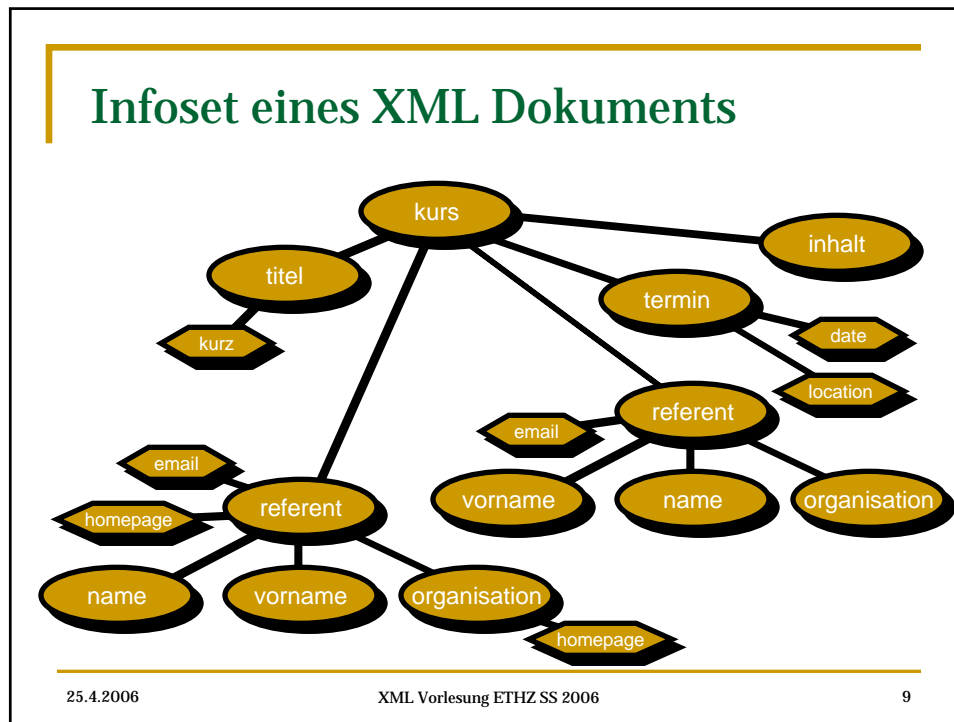 Infoset eines XML Dokuments
kurs
inhalt
titel
termin
kurz
date
location
referent
email
vorname
name
organisation
email
homepage
referent
name
vorname
organisation
homepage
25.4.2006
XML Vorlesung ETHZ SS 2006
9